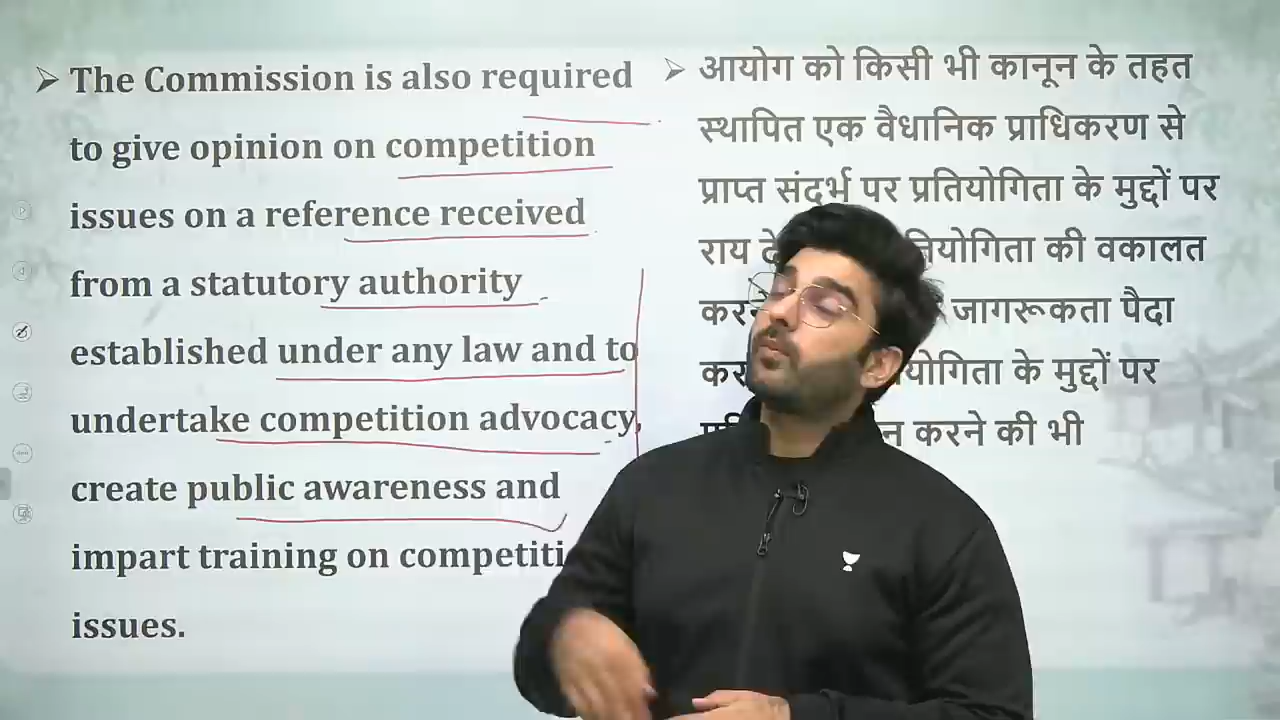 The Commission is also required
to give opinion on competition
issues on a reference received
from a statutory authority
established under any law and to
undertake competition advocacy,
create public awareness and
impart training on
issues.
आयोग को किसी भी कानून के तहत
स्थापित एक वैधानिक प्राधिकरण से
प्राप्त संदर्भ पर प्रतियोगिता के मुद्दों पर
राय की वकालत
जागरूकता पैदा
के मुद्दों पर
करने की भी